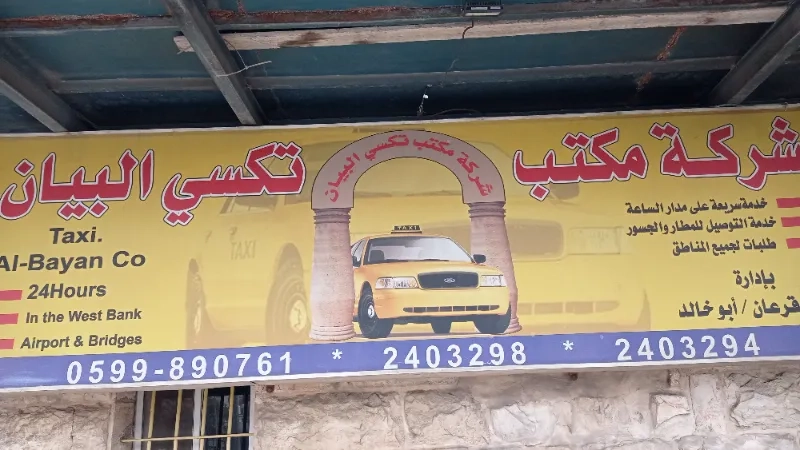 شركة مكتب تكسي البيان
شركة مكتب تكسي البيان
TAXI
TAXI
Taxi.
Al-Bayan Co
24Hours
In the West Bank
Airport & Bridges
خدمة سريعة على مدار الساعة
خدمة التوصيل للمطار والجسور
طلبات لجميع المناطق
بإدارة
قرعان / أبو خالد
0599-890761 * 2403298 * 2403294